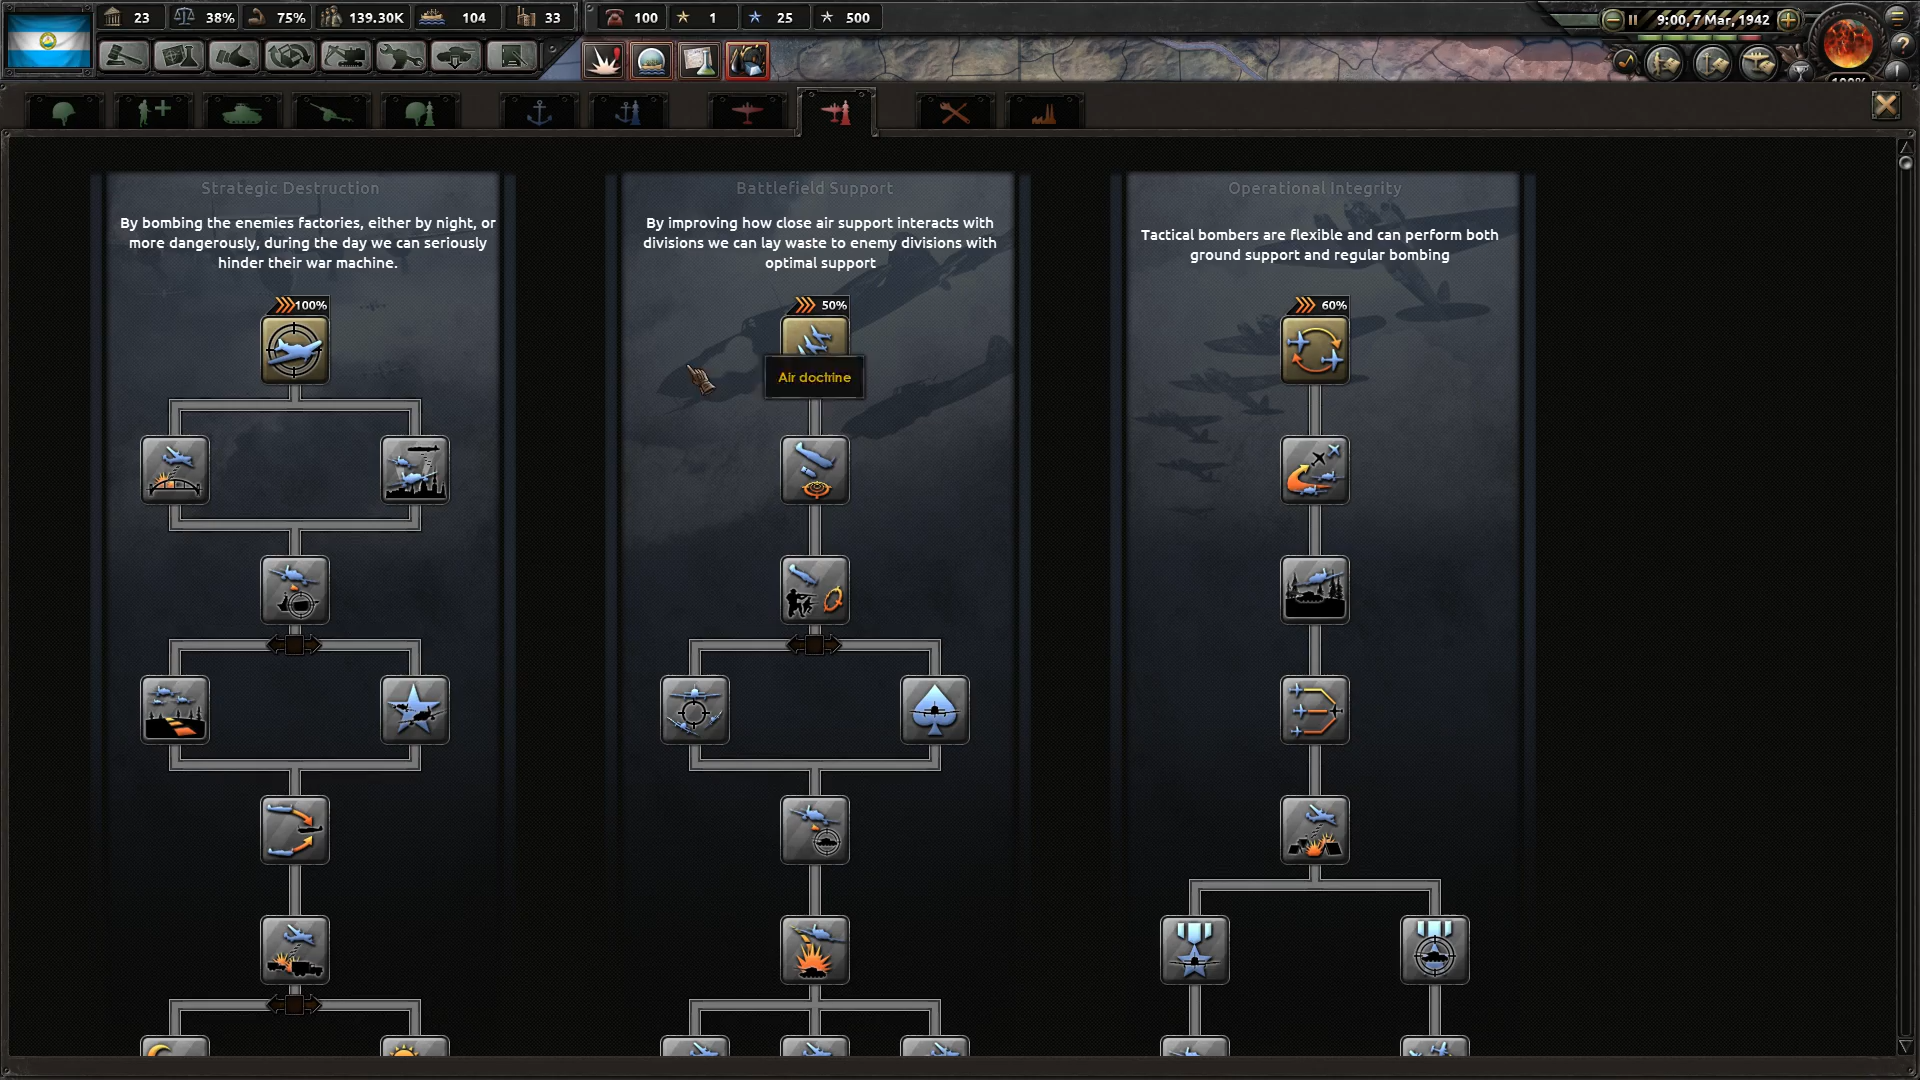 23
38%
75%
139.30K
104
33
100
1
25
500
9:00, 7 Mar, 1942
100%
Strategic Destruction
By bombing the enemies factories, either by night, or
more dangerously, during the day we can seriously
hinder their war machine.
100%
Battlefield Support
By improving how close air support interacts with
divisions we can lay waste to enemy divisions with
optimal support
50%
Air doctrine
Operational Integrity
Tactical bombers are flexible and can perform both
ground support and regular bombing
60%